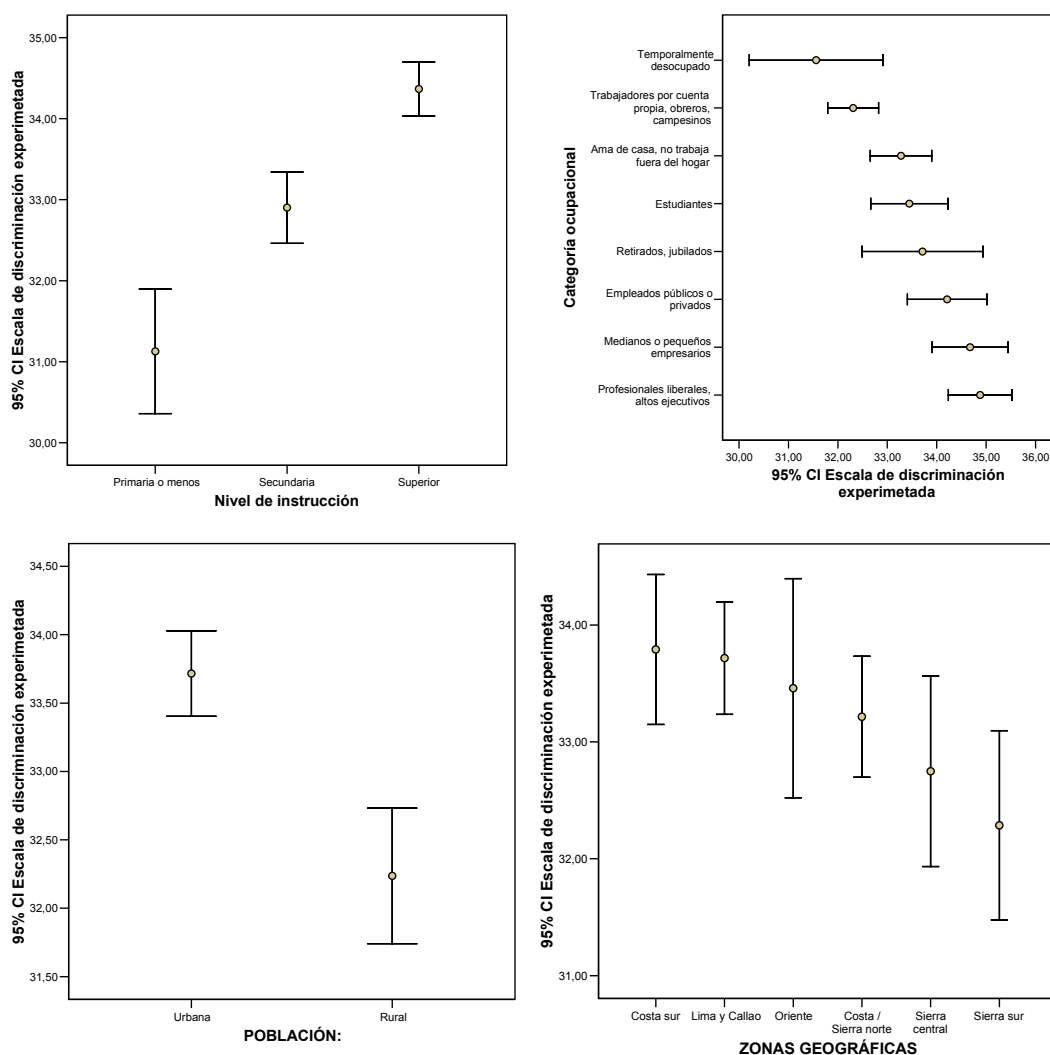 95% CI Escala de discriminación experimetada
35,00
34,00
33,00
32,00
31,00
30,00
Primaria o menos
Secundaria
Superior
Nivel de instrucción
Categoría ocupacional
Temporalmente
desocupado
Trabajadores por cuenta
propia, obreros,
campesinos
Ama de casa, no trabaja
fuera del hogar
Estudiantes
Retirados, jubilados
Empleados públicos o
privados
Medianos o pequeños
empresarios
Profesionales liberales,
altos ejecutivos
30,00
31,00
32,00
33,00
34,00
35,00
36,00
95% CI Escala de discriminación
experimetada
95% CI Escala de discriminación experimetada
34,50
34,00
33,50
33,00
32,50
32,00
31,50
Urbana
Rural
POBLACIÓN:
95% CI Escala de discriminación experimetada
34,00
33,00
32,00
31,00
Costa sur
Lima y Callao
Oriente
Costa /
Sierra norte
Sierra
central
Sierra sur
ZONAS GEOGRÁFICAS